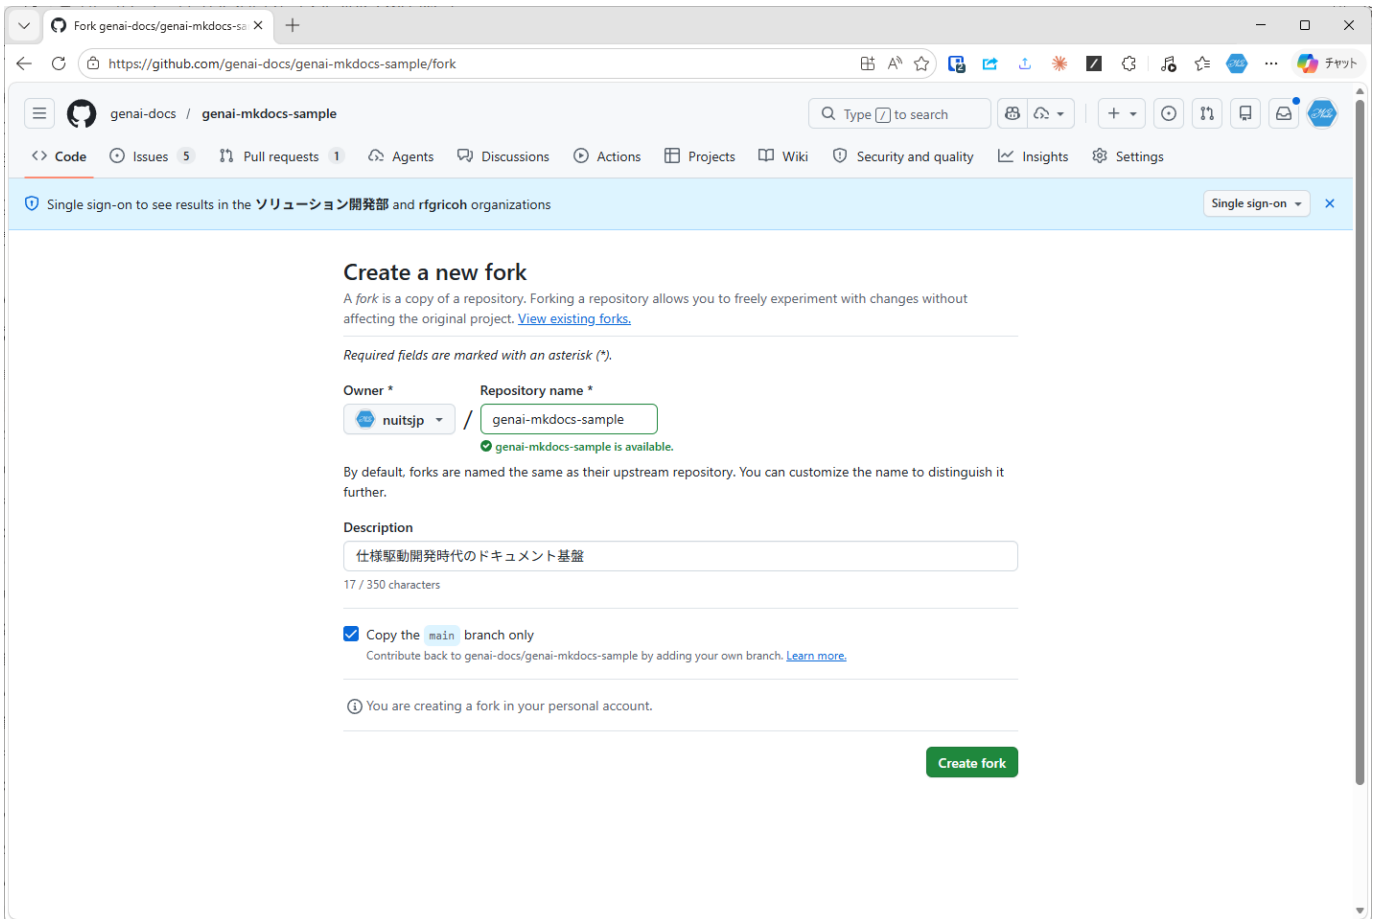 Fork genai-docs/genai-mkdocs-sa
https://github.com/genai-docs/genai-mkdocs-sample/fork
チャット
genai-docs / genai-mkdocs-sample
Type / to search
Code
Issues 5
Pull requests 1
Agents
Discussions
Actions
Projects
Wiki
Security and quality
Insights
Settings
Single sign-on to see results in the ソリューション開発部 and rfgricoh organizations
Single sign-on
Create a new fork
A fork is a copy of a repository. Forking a repository allows you to freely experiment with changes without
affecting the original project. View existing forks.
Required fields are marked with an asterisk (*).
Owner *
Repository name *
nuitsjp / genai-mkdocs-sample
genai-mkdocs-sample is available.
By default, forks are named the same as their upstream repository. You can customize the name to distinguish it
further.
Description
仕様駆動開発時代のドキュメント基盤
17 / 350 characters
Copy the main branch only
Contribute back to genai-docs/genai-mkdocs-sample by adding your own branch. Learn more.
You are creating a fork in your personal account.
Create fork